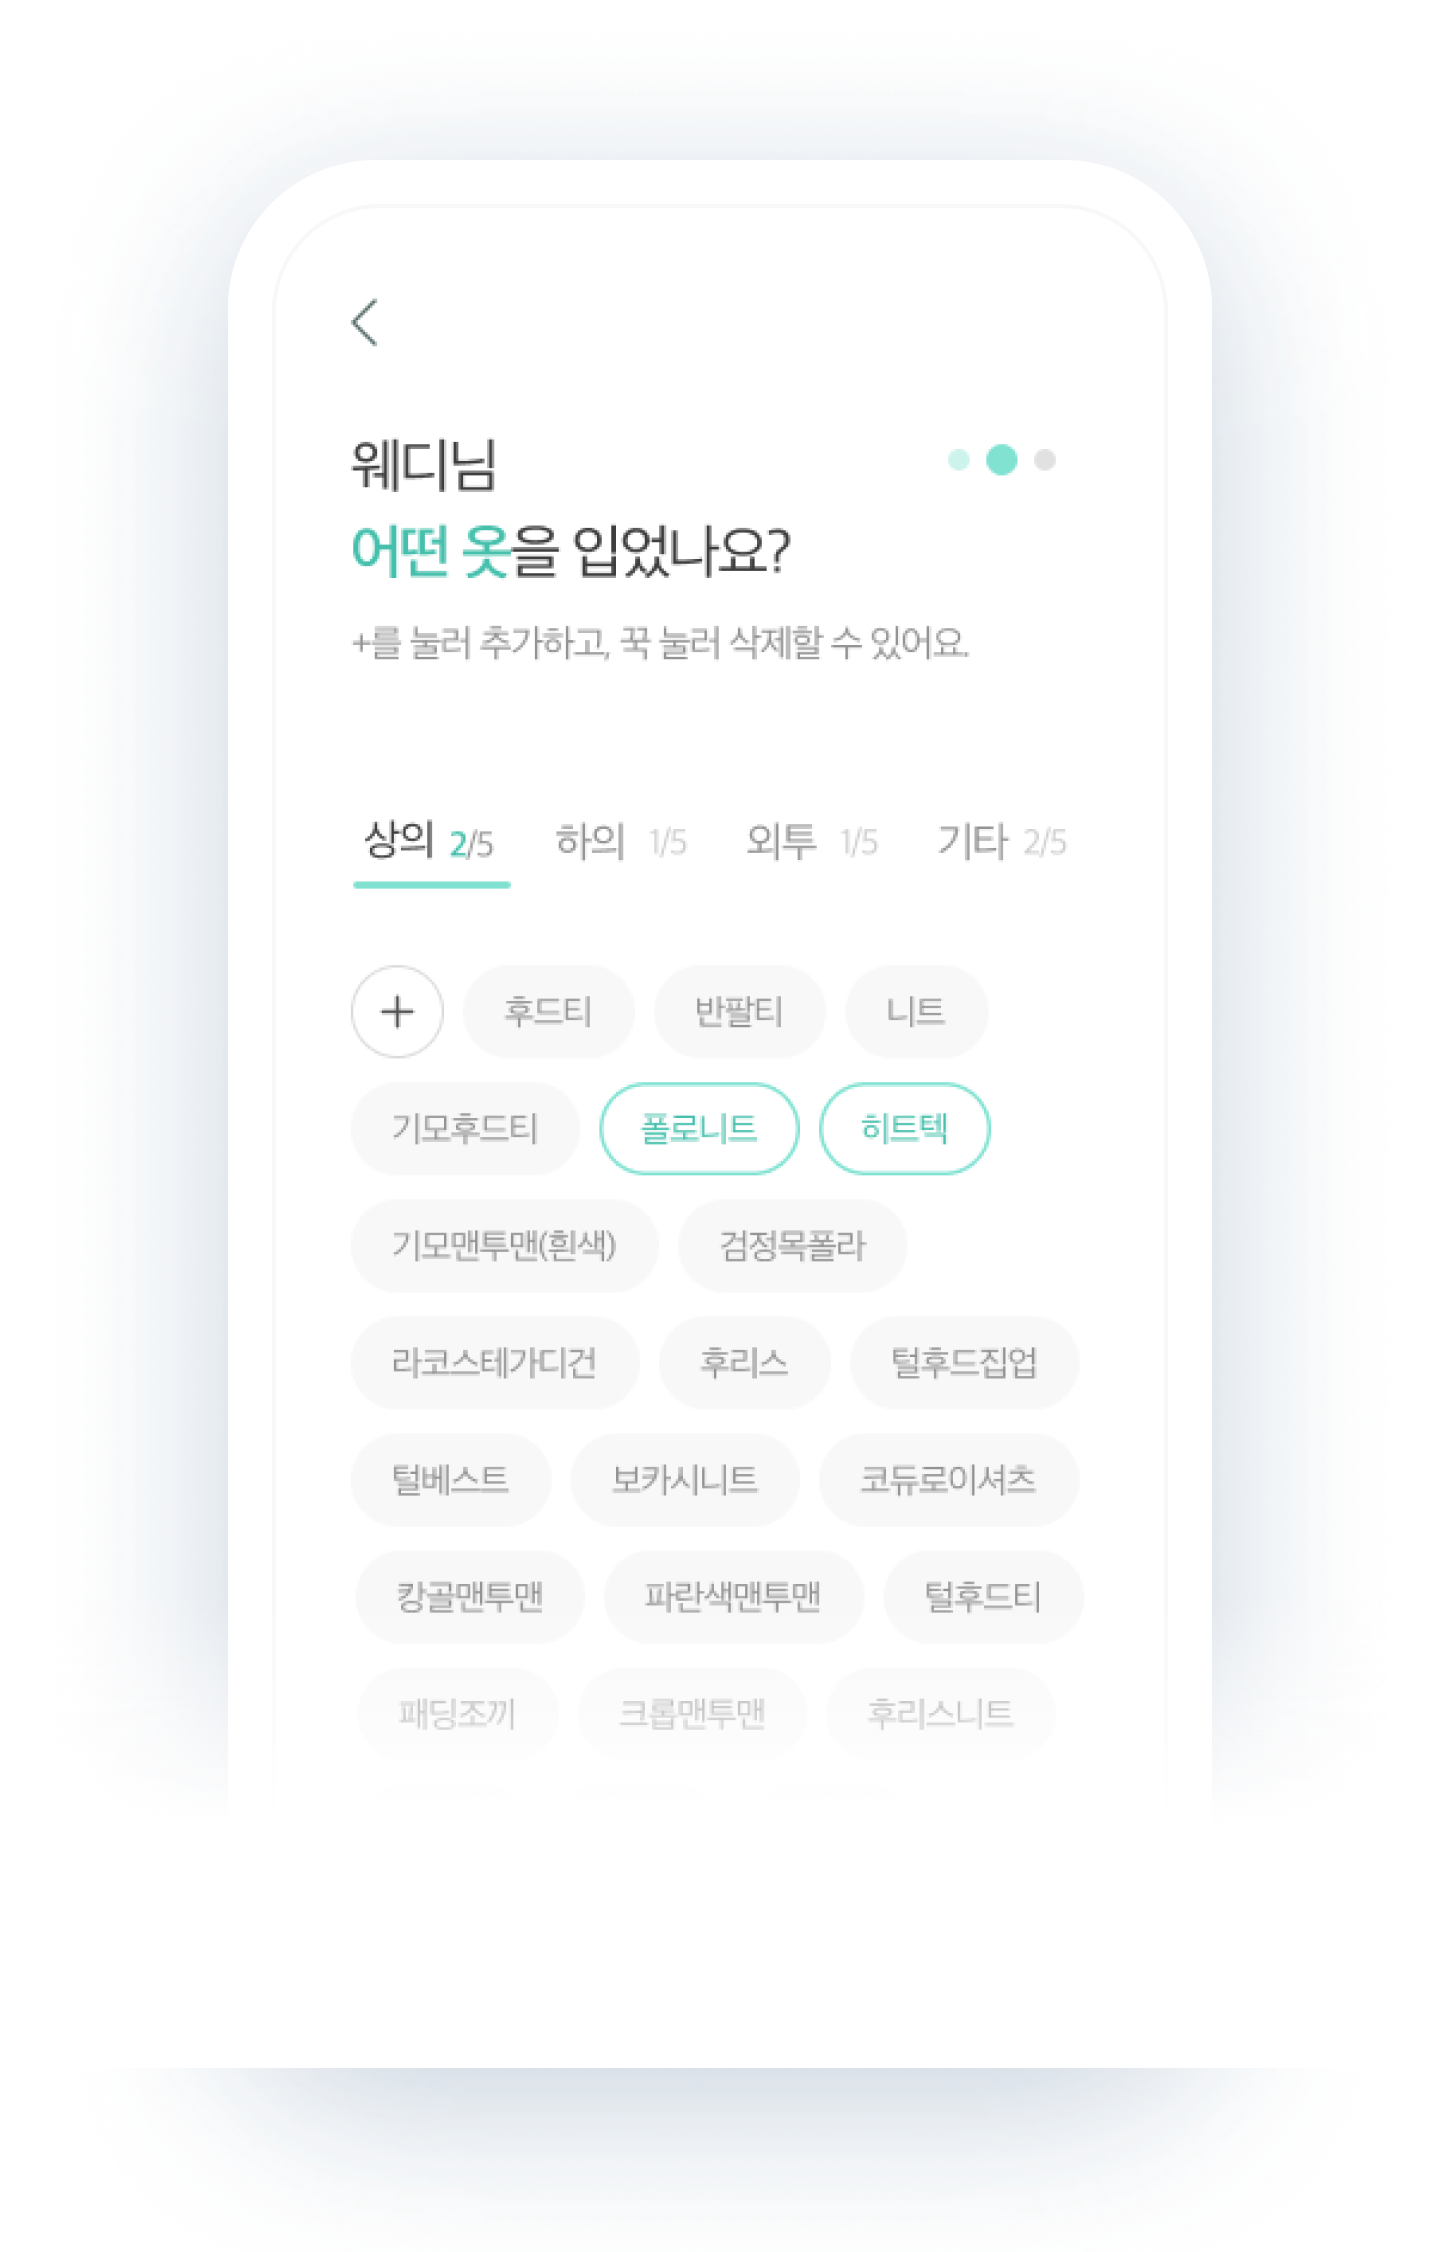 웨디님
어떤 옷을 입었나요?
+를 눌러 추가하고, 꾹 눌러 삭제할 수 있어요.
상의 2/5 하의 1/5 외투 1/5 기타 2/5
+ 후드티 반팔티 니트
기모후드티 폴로니트 히트텍
기모맨투맨(흰색) 검정목폴라
라코스테가디건 후리스 털후드집업
털베스트 보카시니트 코듀로이셔츠
캉골맨투맨 파란색맨투맨 털후드티
패딩조끼 크롭맨투맨 후리스니트